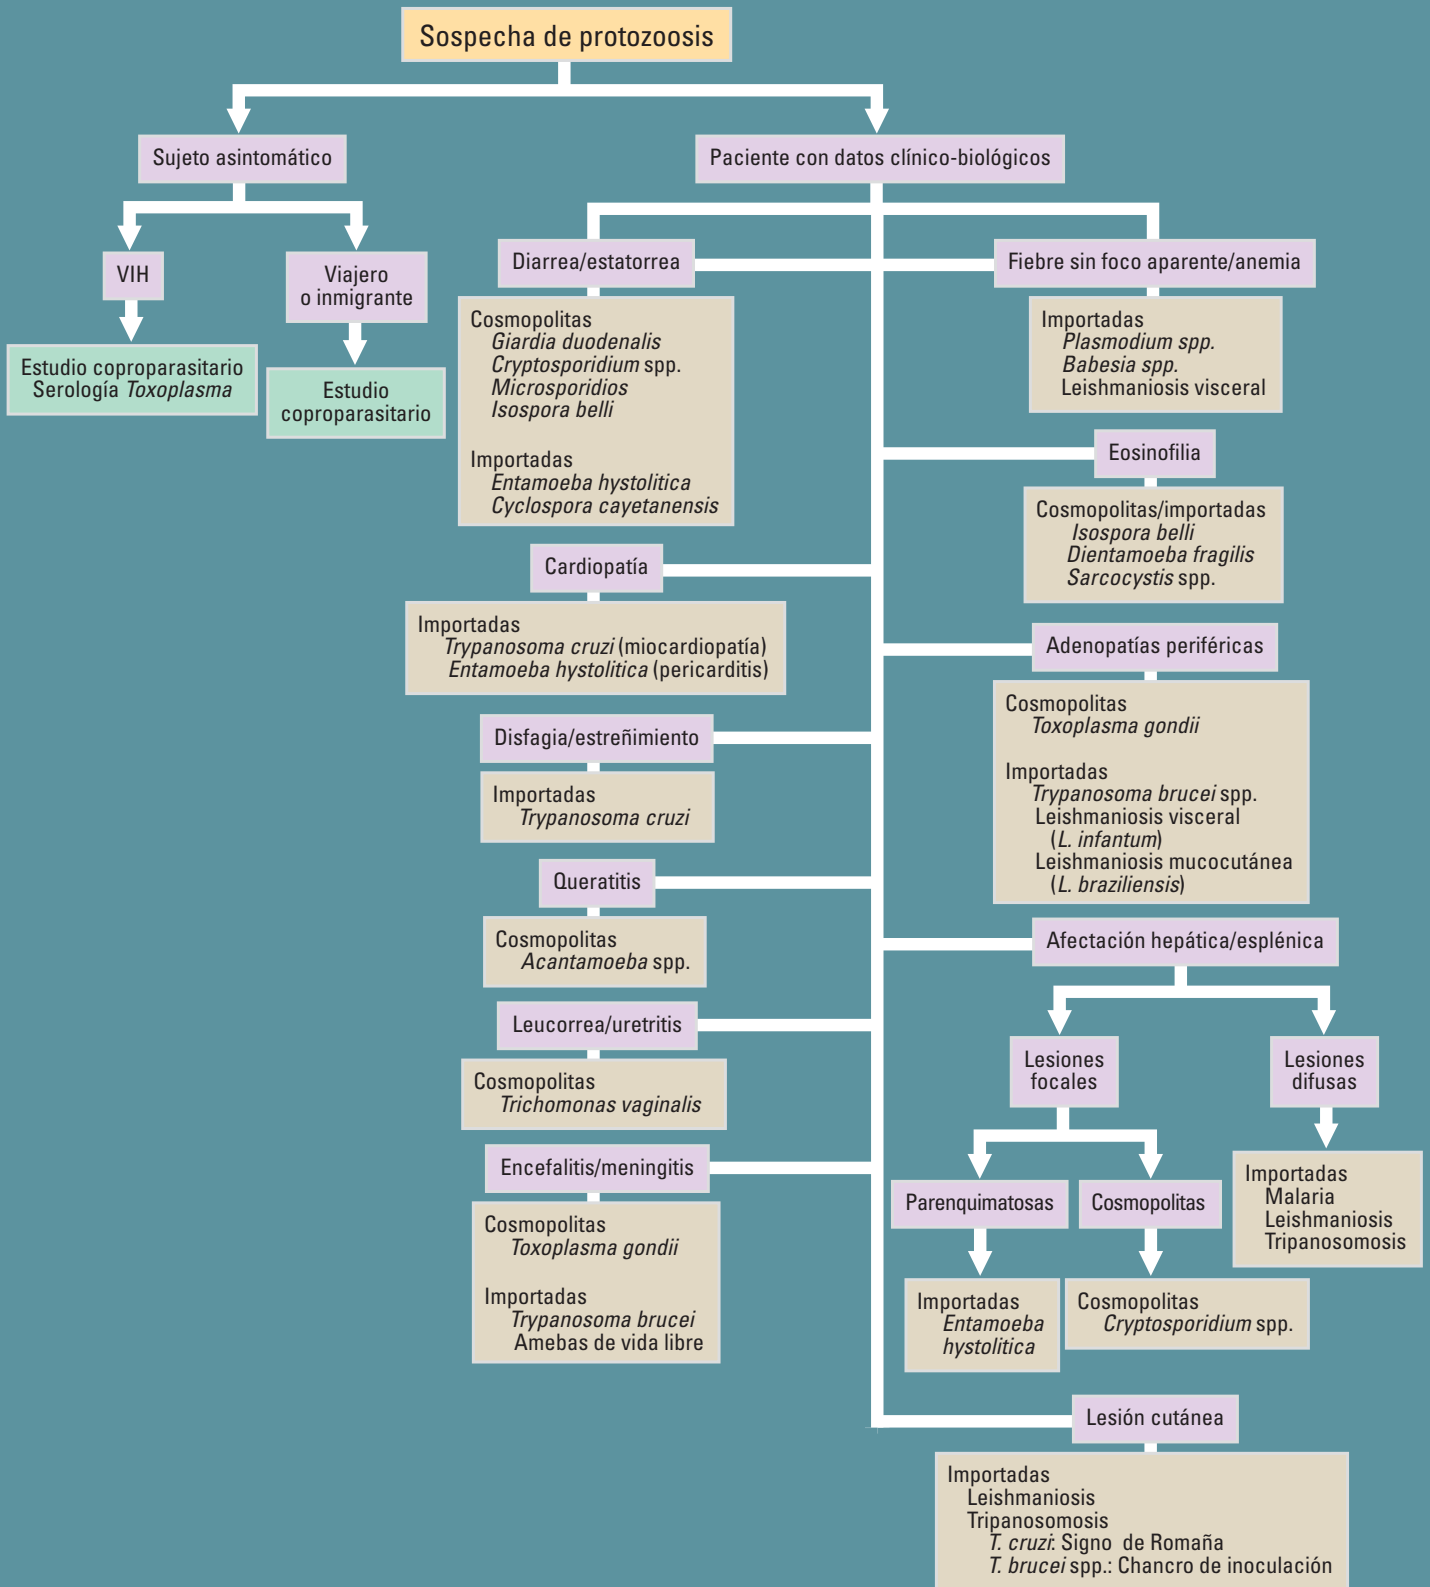 Sospecha de protozoosis
Sujeto asintomático
Paciente con datos clínico-biológicos
VIH
Viajero
o inmigrante
Estudio coproparasitario
Serología Toxoplasma
Estudio
coproparasitario
Diarrea/estatorrea
Cosmopolitas
Giardia duodenalis
Cryptosporidium spp.
Microsporidios
Isospora belli
Importadas
Entamoeba hystolitica
Cyclospora cayetanensis
Fiebre sin foco aparente/anemia
Importadas
Plasmodium spp.
Babesia spp.
Leishmaniosis visceral
Eosinofilia
Cosmopolitas/importadas
Isospora belli
Dientamoeba fragilis
Sarcocystis spp.
Cardiopatía
Importadas
Trypanosoma cruzi (miocardiopatía)
Entamoeba hystolitica (pericarditis)
Adenopatías periféricas
Cosmopolitas
Toxoplasma gondii
Importadas
Trypanosoma brucei spp.
Leishmaniosis visceral
(L. infantum)
Leishmaniosis mucocutánea
(L. braziliensis)
Disfagia/estreñimiento
Importadas
Trypanosoma cruzi
Queratitis
Cosmopolitas
Acantamoeba spp.
Leucorrea/uretritis
Cosmopolitas
Trichomonas vaginalis
Encefalitis/meningitis
Cosmopolitas
Toxoplasma gondii
Importadas
Trypanosoma brucei
Amebas de vida libre
Afectación hepática/esplénica
Lesiones
focales
Lesiones
difusas
Parenquimatosas
Cosmopolitas
Importadas
Entamoeba
hystolitica
Cosmopolitas
Cryptosporidium spp.
Importadas
Malaria
Leishmaniosis
Tripanosomosis
Lesión cutánea
Importadas
Leishmaniosis
Tripanosomosis
T. cruzi: Signo de Romaña
T. brucei spp.: Chancro de inoculación